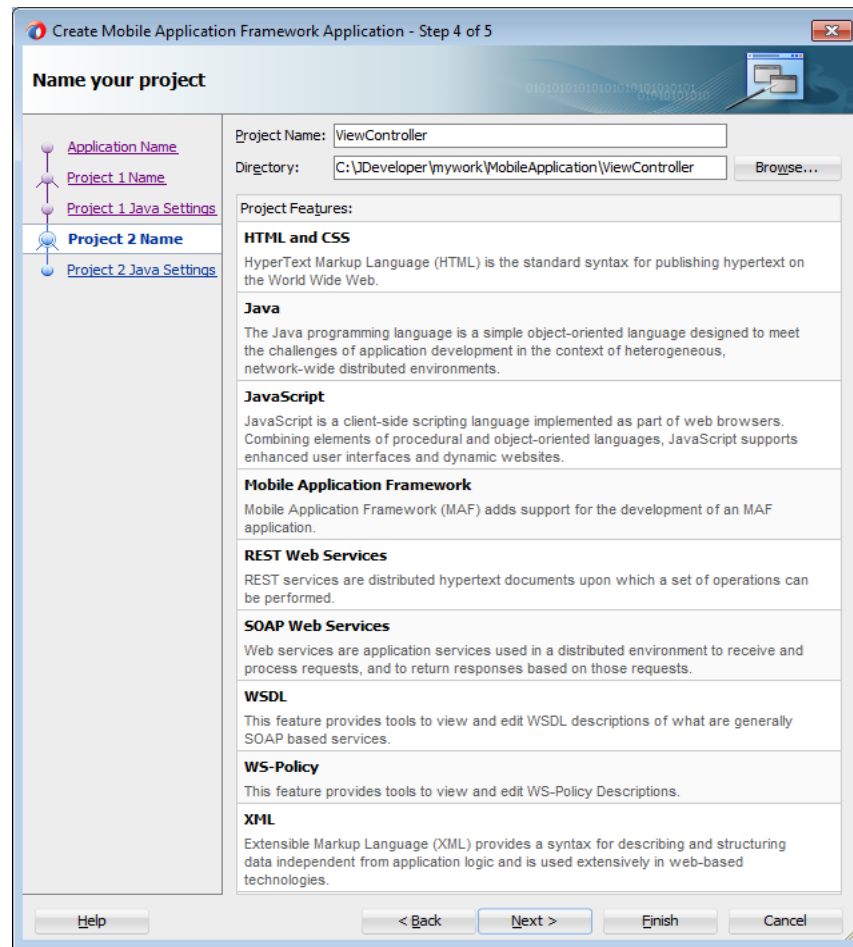 Create Mobile Application Framework Application - Step 4 of 5
Name your project
0101010101010101010101010101
01010101010
Application Name
Project 1 Name
Project 1 Java Settings
Project 2 Name
Project 2 Java Settings
Project Name: ViewController
Directory: C:\JDeveloper\mywork\MobileApplication\ViewController Browse...
Project Features:
HTML and CSS
HyperText Markup Language (HTML) is the standard syntax for publishing hypertext on
the World Wide Web.
Java
The Java programming language is a simple object-oriented language designed to meet
the challenges of application development in the context of heterogeneous,
network-wide distributed environments.
JavaScript
JavaScript is a client-side scripting language implemented as part of web browsers.
Combining elements of procedural and object-oriented languages, JavaScript supports
enhanced user interfaces and dynamic websites.
Mobile Application Framework
Mobile Application Framework (MAF) adds support for the development of an MAF
application.
REST Web Services
REST services are distributed hypertext documents upon which a set of operations can
be performed.
SOAP Web Services
Web services are application services used in a distributed environment to receive and
process requests, and to return responses based on those requests.
WSDL
This feature provides tools to view and edit WSDL descriptions of what are generally
SOAP based services.
WS-Policy
This feature provides tools to view and edit WS-Policy Descriptions.
XML
Extensible Markup Language (XML) provides a syntax for describing and structuring
data independent from application logic and is used extensively in web-based
technologies.
Help < Back Next > Finish Cancel